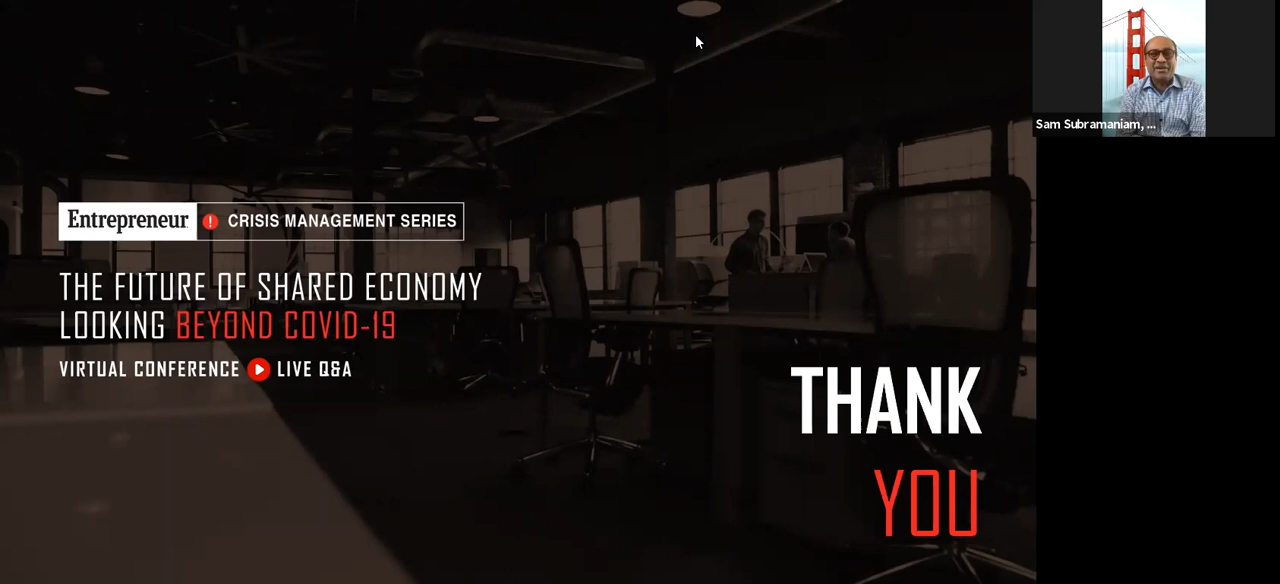 Entrepreneur ! CRISIS MANAGEMENT SERIES
THE FUTURE OF SHARED ECONOMY
LOOKING BEYOND COVID-19
VIRTUAL CONFERENCE LIVE Q&A
THANK
YOU
Sam Subramaniam, ...